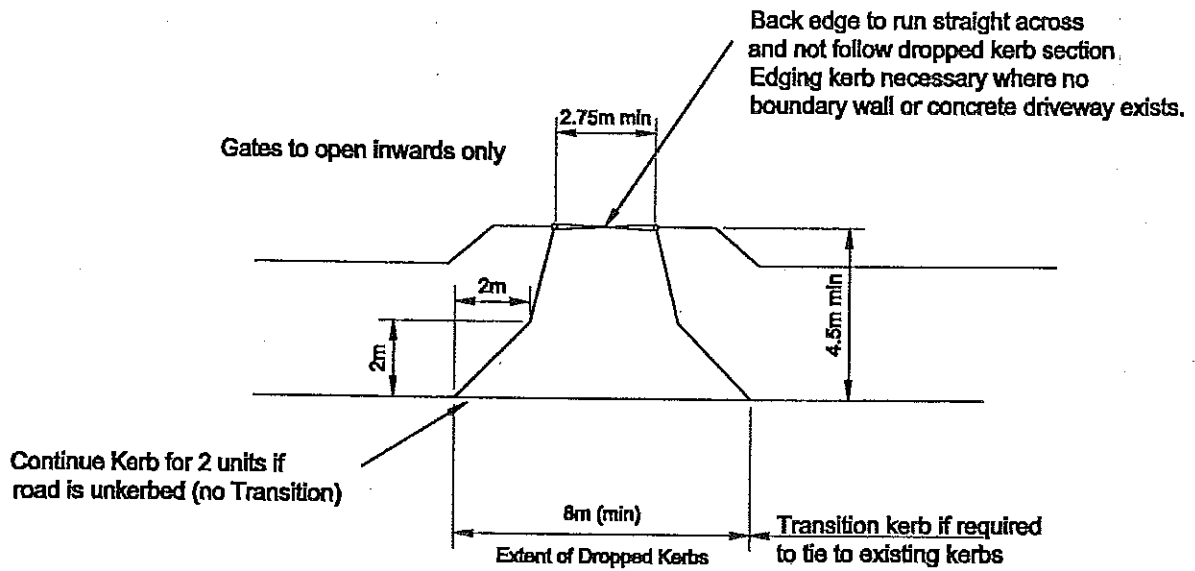 Back edge to run straight across
and not follow dropped kerb section
Edging kerb necessary where no
boundary wall or concrete driveway exists.
2.75m min
Gates to open inwards only
2m
2m
4.5m min
Continue Kerb for 2 units if
road is unkerbed (no Transition)
8m (min)
Extent of Dropped Kerbs
Transition kerb if required
to tie to existing kerbs